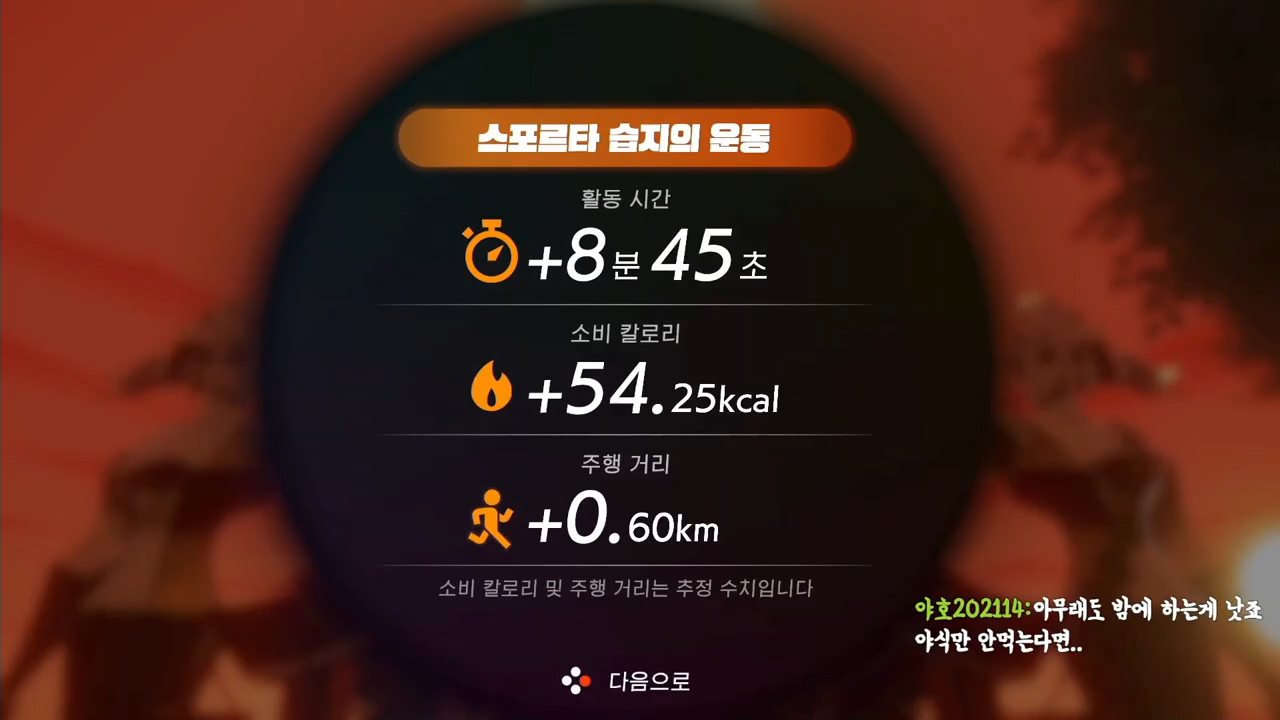 스포르타 습지의 운동
활동 시간
+8분 45초
소비 칼로리
+54.25kcal
주행 거리
+0.60km
소비 칼로리 및 주행 거리는 추정 수치입니다
야호202114:아무래도 밤에 하는게 낫죠
야식만 안먹는다면..
다음으로